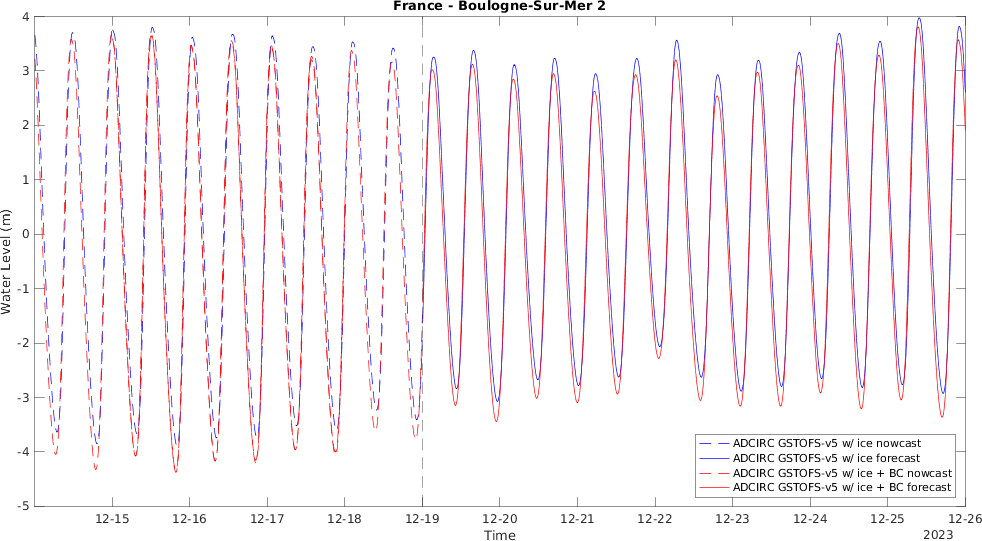 France - Boulogne-Sur-Mer 2
4
3
2
1
0
-1
-2
-3
-4
-5
Water Level (m)
ADCIRC GSTOFS-v5 w/ ice nowcast
ADCIRC GSTOFS-v5 w/ ice forecast
ADCIRC GSTOFS-v5 w/ ice + BC nowcast
ADCIRC GSTOFS-v5 w/ ice + BC forecast
12-15 12-16 12-17 12-18 12-19 12-20 12-21 12-22 12-23 12-24 12-25 12-26
Time
2023